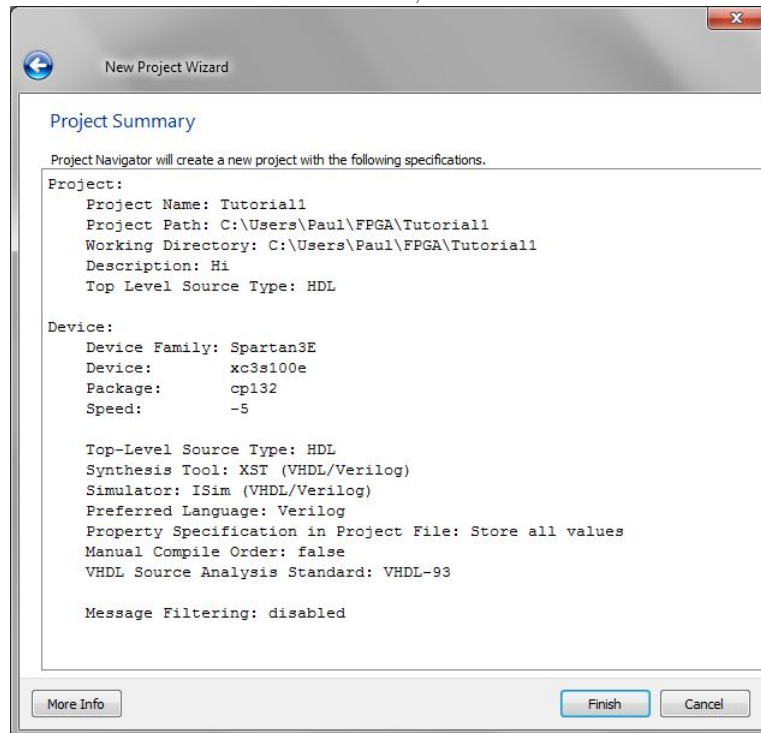 New Project Wizard
Project Summary
Project Navigator will create a new project with the following specifications.
Project:
Project Name: Tutorial1
Project Path: C:\Users\Paul\FPGA\Tutorial1
Working Directory: C:\Users\Paul\FPGA\Tutorial1
Description: Hi
Top Level Source Type: HDL
Device:
Device Family: Spartan3E
Device: xc3s100e
Package: cp132
Speed: -5
Top-Level Source Type: HDL
Synthesis Tool: XST (VHDL/Verilog)
Simulator: ISim (VHDL/Verilog)
Preferred Language: Verilog
Property Specification in Project File: Store all values
Manual Compile Order: false
VHDL Source Analysis Standard: VHDL-93
Message Filtering: disabled
More Info Finish Cancel